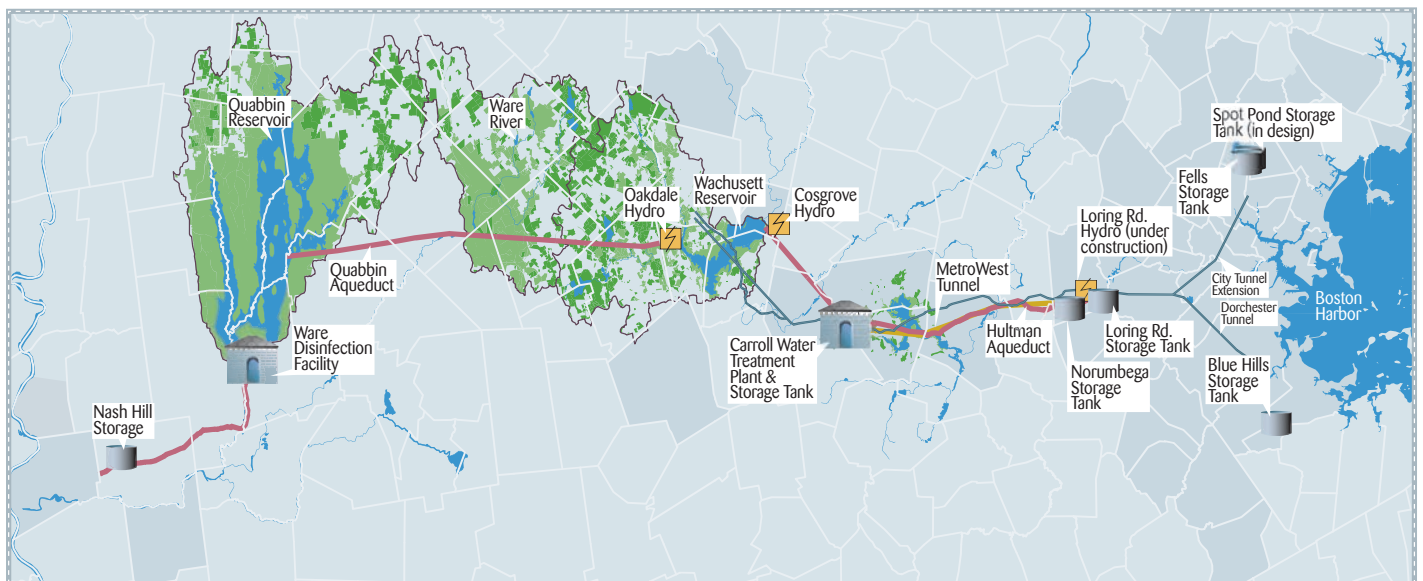 Quabbin
Reservoir
Ware
River
Oakdale
Hydro
Wachusett
Reservoir
Cosgrove
Hydro
Spot Pond Storage
Tank (in design)
Fells
Storage
Tank
Loring Rd.
Hydro (under
construction)
Quabbin
Aqueduct
MetroWest
Tunnel
City Tunnel
Extension
Dorchester
Tunnel
Boston
Harbor
Ware
Disinfection
Facility
Carroll Water
Treatment
Plant &
Storage Tank
Hultman
Aqueduct
Loring Rd.
Storage Tank
Norumbega
Storage
Tank
Blue Hills
Storage
Tank
Nash Hill
Storage